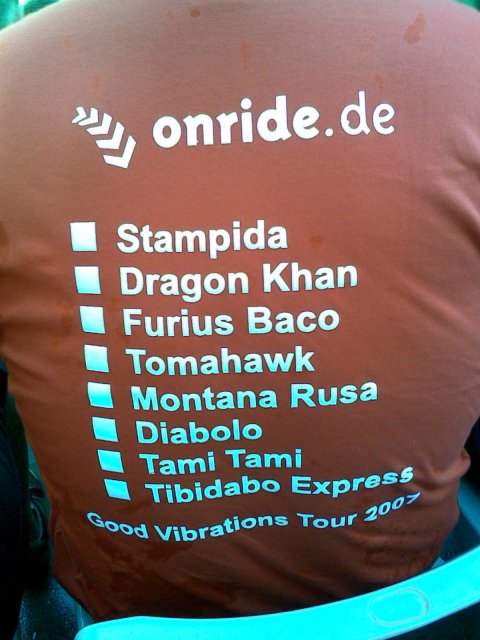 onride.de
Stampida
Dragon Khan
Furius Baco
Tomahawk
Montana Rusa
Diabolo
Tami Tami
Tibidabo Express
Good Vibrations Tour 2007